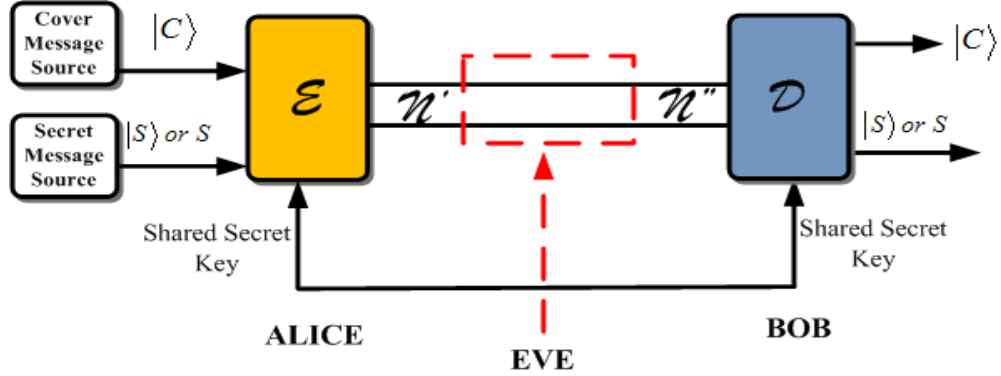 Cover
Message
Source
|C⟩
ℰ
𝒩'
𝒩''
𝒟
|C⟩
Secret
Message
Source
|S⟩ or S
|S⟩ or S
Shared Secret
Key
Shared Secret
Key
ALICE
EVE
BOB